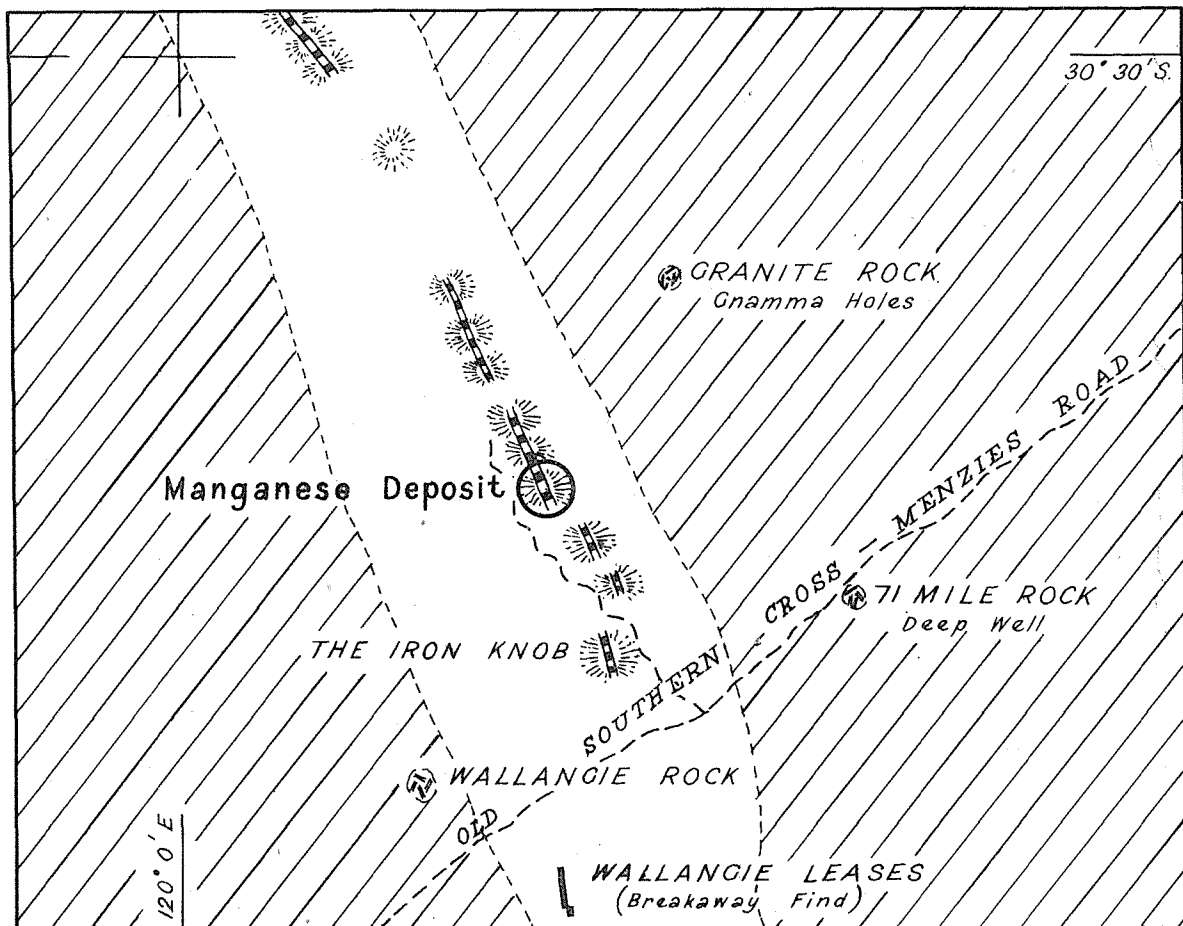 30° 30' S.
GRANITE ROCK.
Gnamma Holes
Manganese Deposit
OLD SOUTHERN CROSS MENZIES ROAD
71 MILE ROCK
Deep Well
THE IRON KNOB
WALLANGIE ROCK
120° 0' E
WALLANGIE LEASES
(Breakaway Find)